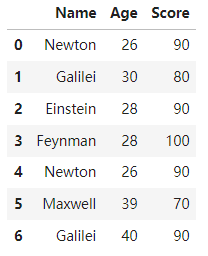 Name Age Score
0 Newton 26 90
1 Galilei 30 80
2 Einstein 28 90
3 Feynman 28 100
4 Newton 26 90
5 Maxwell 39 70
6 Galilei 40 90